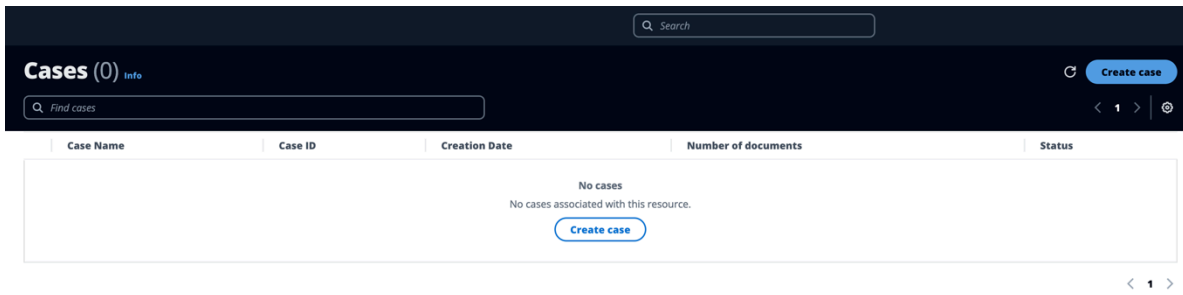 Search
Cases (0) Info
Create case
Find cases
1
Case Name Case ID Creation Date Number of documents Status
No cases
No cases associated with this resource.
Create case
1